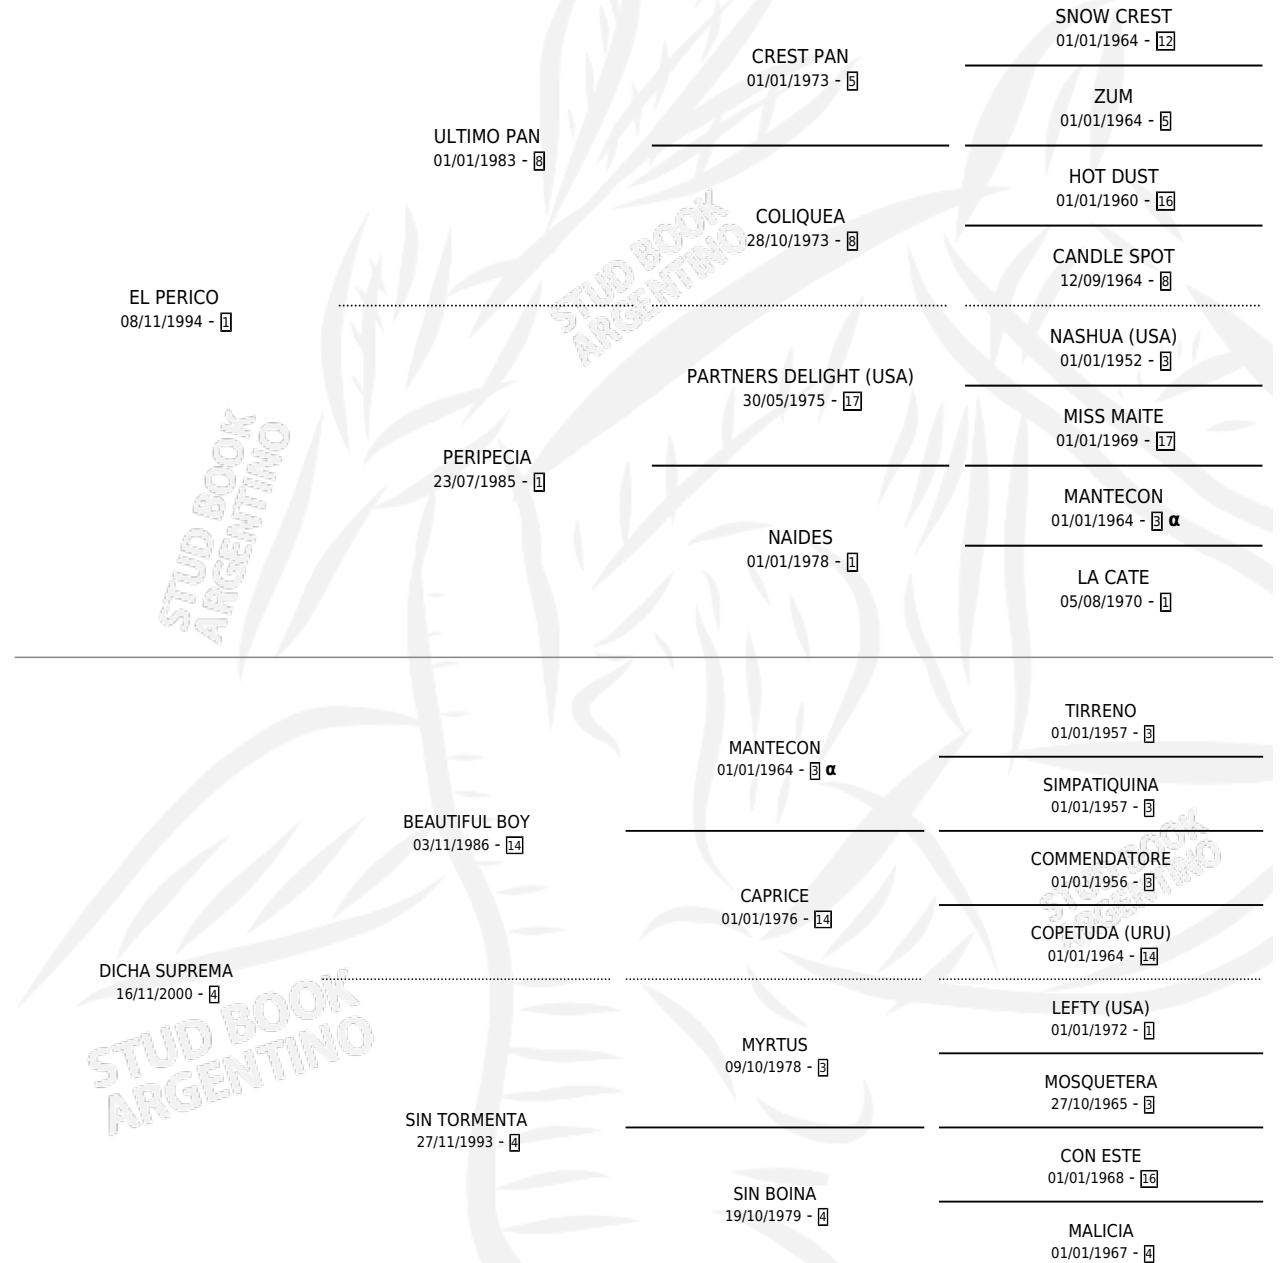 SNOW CREST
01/01/1964 - 12
CREST PAN
01/01/1973 - 5
ZUM
01/01/1964 - 5
ULTIMO PAN
01/01/1983 - 8
HOT DUST
01/01/1960 - 16
COLIQUEA
28/10/1973 - 8
CANDLE SPOT
12/09/1964 - 8
EL PERICO
08/11/1994 - 1
NASHUA (USA)
01/01/1952 - 3
PARTNERS DELIGHT (USA)
30/05/1975 - 17
MISS MAITE
01/01/1969 - 17
PERIPECIA
23/07/1985 - 1
MANTECON
01/01/1964 - 3 α
NAIDES
01/01/1978 - 1
LA CATE
05/08/1970 - 1
STUD BOOK
ARGENTINO
STUD BOOK
ARGENTINO
TIRRENO
01/01/1957 - 3
MANTECON
01/01/1964 - 3 α
SIMPATIQUINA
01/01/1957 - 3
BEAUTIFUL BOY
03/11/1986 - 14
COMMENDATORE
01/01/1956 - 3
CAPRICE
01/01/1976 - 14
COPETUDA (URU)
01/01/1964 - 14
DICHA SUPREMA
16/11/2000 - 4
LEFTY (USA)
01/01/1972 - 1
MYRTUS
09/10/1978 - 3
MOSQUETERA
27/10/1965 - 3
SIN TORMENTA
27/11/1993 - 4
CON ESTE
01/01/1968 - 16
SIN BOINA
19/10/1979 - 4
MALICIA
01/01/1967 - 4
STUD BOOK
ARGENTINO
STUD BOOK
ARGENTINO